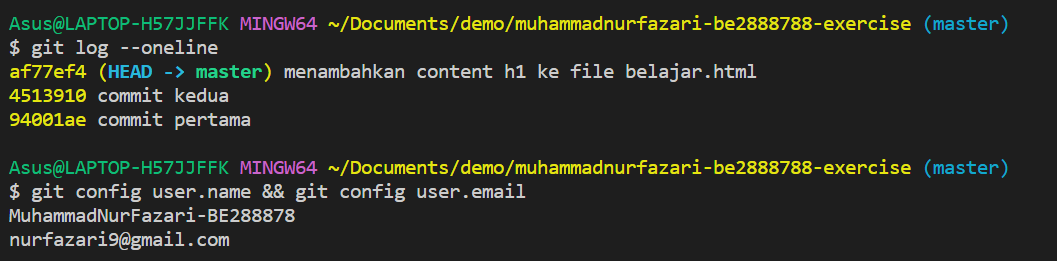 Asus@LAPTOP-H57JJFFK MINGW64 ~/Documents/demo/muhammadnurfazari-be2888788-exercise (master)
$ git log --oneline
af77ef4 (HEAD -> master) menambahkan content h1 ke file belajar.html
4513910 commit kedua
94001ae commit pertama
Asus@LAPTOP-H57JJFFK MINGW64 ~/Documents/demo/muhammadnurfazari-be2888788-exercise (master)
$ git config user.name && git config user.email
MuhammadNurFazari-BE288878
nurfazari9@gmail.com